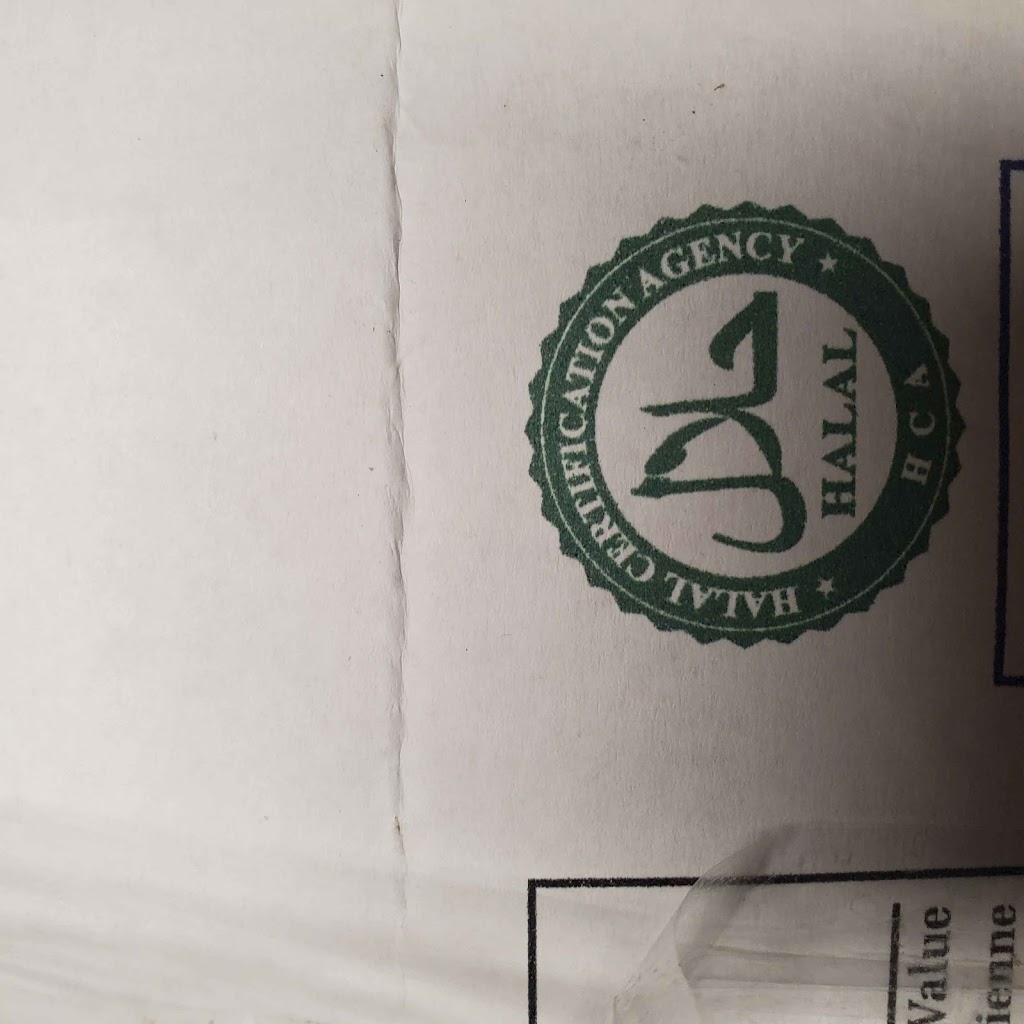 HALAL CERTIFICATION AGENCY
حلال
HALAL
HCA
Value
ienne